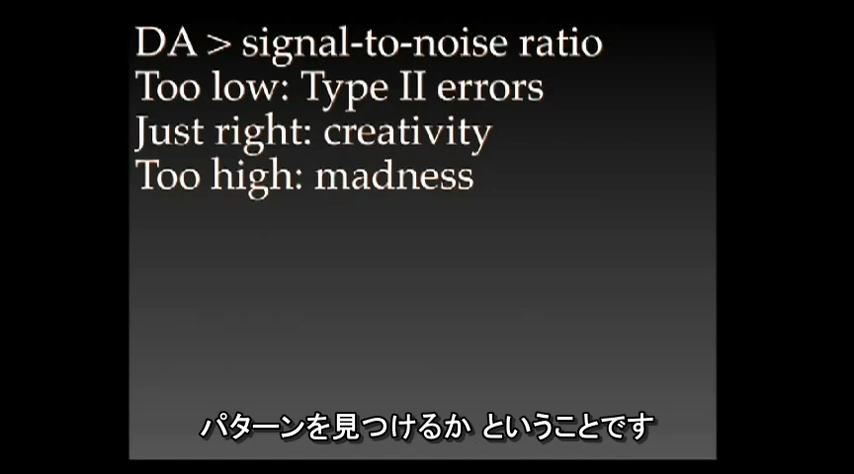 DA > signal-to-noise ratio
Too low: Type II errors
Just right: creativity
Too high: madness
パターンを見つけるか ということです